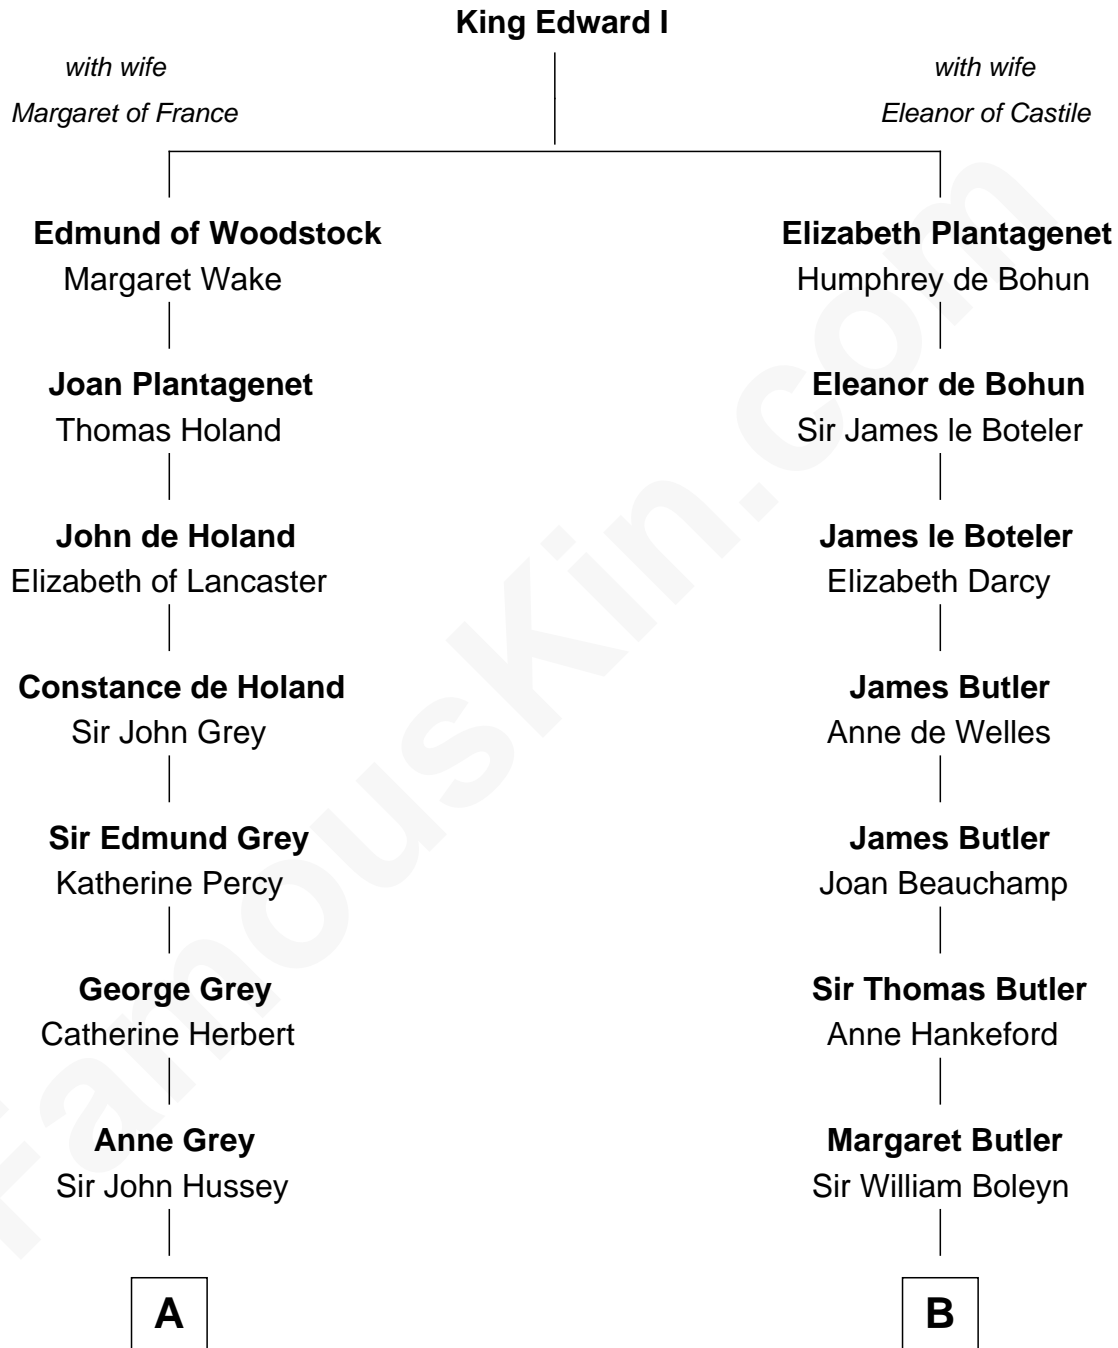 King Edward I
with wife
Margaret of France
with wife
Eleanor of Castile
Edmund of Woodstock
Margaret Wake
Joan Plantagenet
Thomas Holand
John de Holand
Elizabeth of Lancaster
Constance de Holand
Sir John Grey
Sir Edmund Grey
Katherine Percy
George Grey
Catherine Herbert
Anne Grey
Sir John Hussey
A
Elizabeth Plantagenet
Humphrey de Bohun
Eleanor de Bohun
Sir James le Boteler
James le Boteler
Elizabeth Darcy
James Butler
Anne de Welles
James Butler
Joan Beauchamp
Sir Thomas Butler
Anne Hankeford
Margaret Butler
Sir William Boleyn
B
FamousKin.com